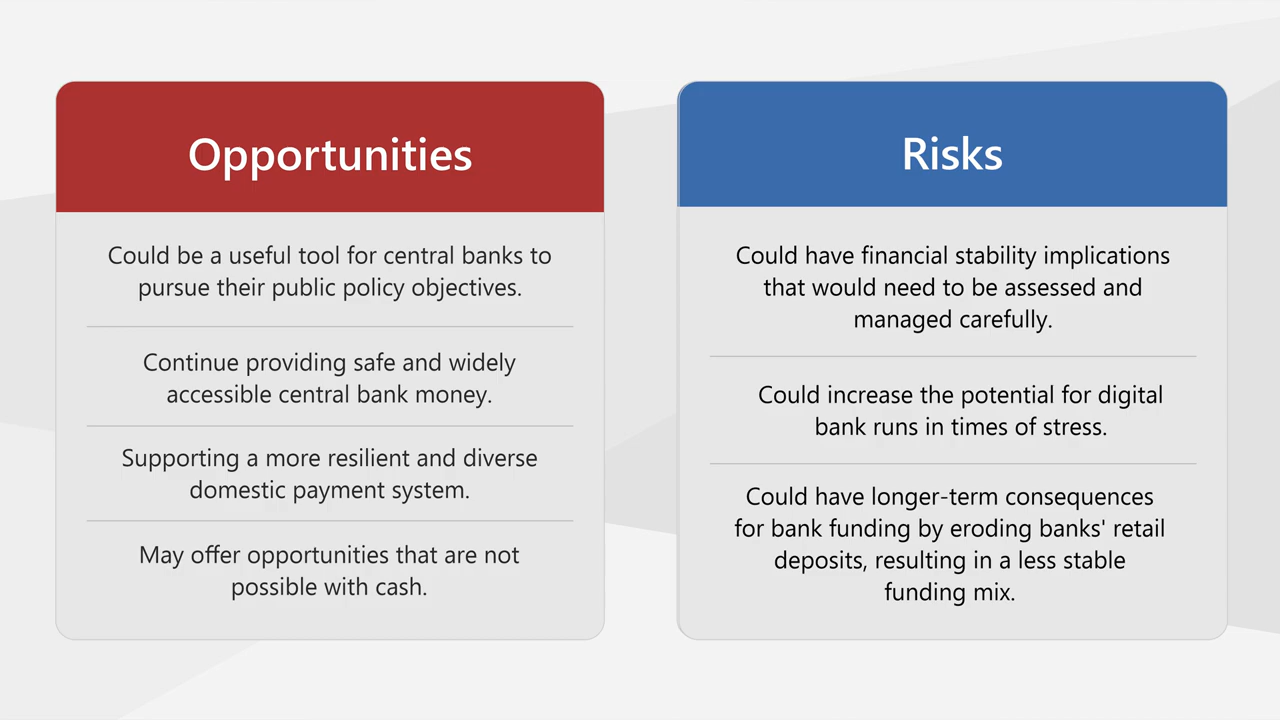 Opportunities
Could be a useful tool for central banks to
pursue their public policy objectives.
Continue providing safe and widely
accessible central bank money.
Supporting a more resilient and diverse
domestic payment system.
May offer opportunities that are not
possible with cash.
Risks
Could have financial stability implications
that would need to be assessed and
managed carefully.
Could increase the potential for digital
bank runs in times of stress.
Could have longer-term consequences
for bank funding by eroding banks' retail
deposits, resulting in a less stable
funding mix.